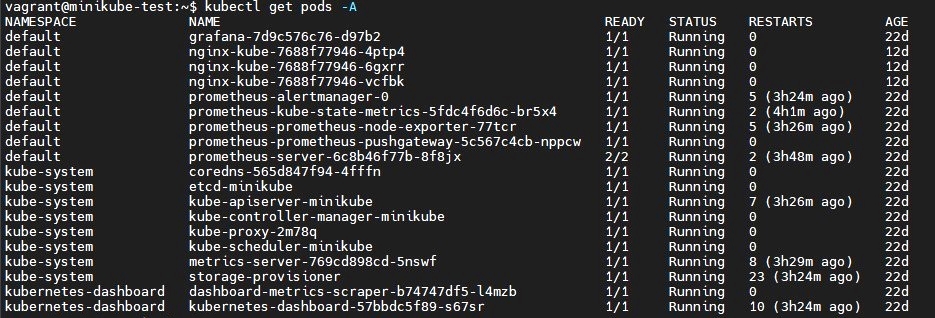 vagrant@minikube-test:~$ kubectl get pods -A
NAMESPACE NAME READY STATUS RESTARTS AGE
default grafana-7d9c576c76-d97b2 1/1 Running 0 22d
default nginx-kube-7688f77946-4ptp4 1/1 Running 0 12d
default nginx-kube-7688f77946-6gxrr 1/1 Running 0 12d
default nginx-kube-7688f77946-vcfbk 1/1 Running 0 12d
default prometheus-alertmanager-0 1/1 Running 5 (3h24m ago) 22d
default prometheus-kube-state-metrics-5fdc4f6d6c-br5x4 1/1 Running 2 (4h1m ago) 22d
default prometheus-prometheus-node-exporter-77tcr 1/1 Running 5 (3h26m ago) 22d
default prometheus-prometheus-pushgateway-5c567c4cb-nppcw 1/1 Running 0 22d
default prometheus-server-6c8b46f77b-8f8jx 2/2 Running 2 (3h48m ago) 22d
kube-system coredns-565d847f94-4fffn 1/1 Running 0 22d
kube-system etcd-minikube 1/1 Running 0 22d
kube-system kube-apiserver-minikube 1/1 Running 7 (3h26m ago) 22d
kube-system kube-controller-manager-minikube 1/1 Running 0 22d
kube-system kube-proxy-2m78q 1/1 Running 0 22d
kube-system kube-scheduler-minikube 1/1 Running 0 22d
kube-system metrics-server-769cd898cd-5nswf 1/1 Running 8 (3h29m ago) 22d
kube-system storage-provisioner 1/1 Running 23 (3h24m ago) 22d
kubernetes-dashboard dashboard-metrics-scraper-b74747df5-l4mzb 1/1 Running 0 22d
kubernetes-dashboard kubernetes-dashboard-57bbdc5f89-s67sr 1/1 Running 10 (3h24m ago) 22d